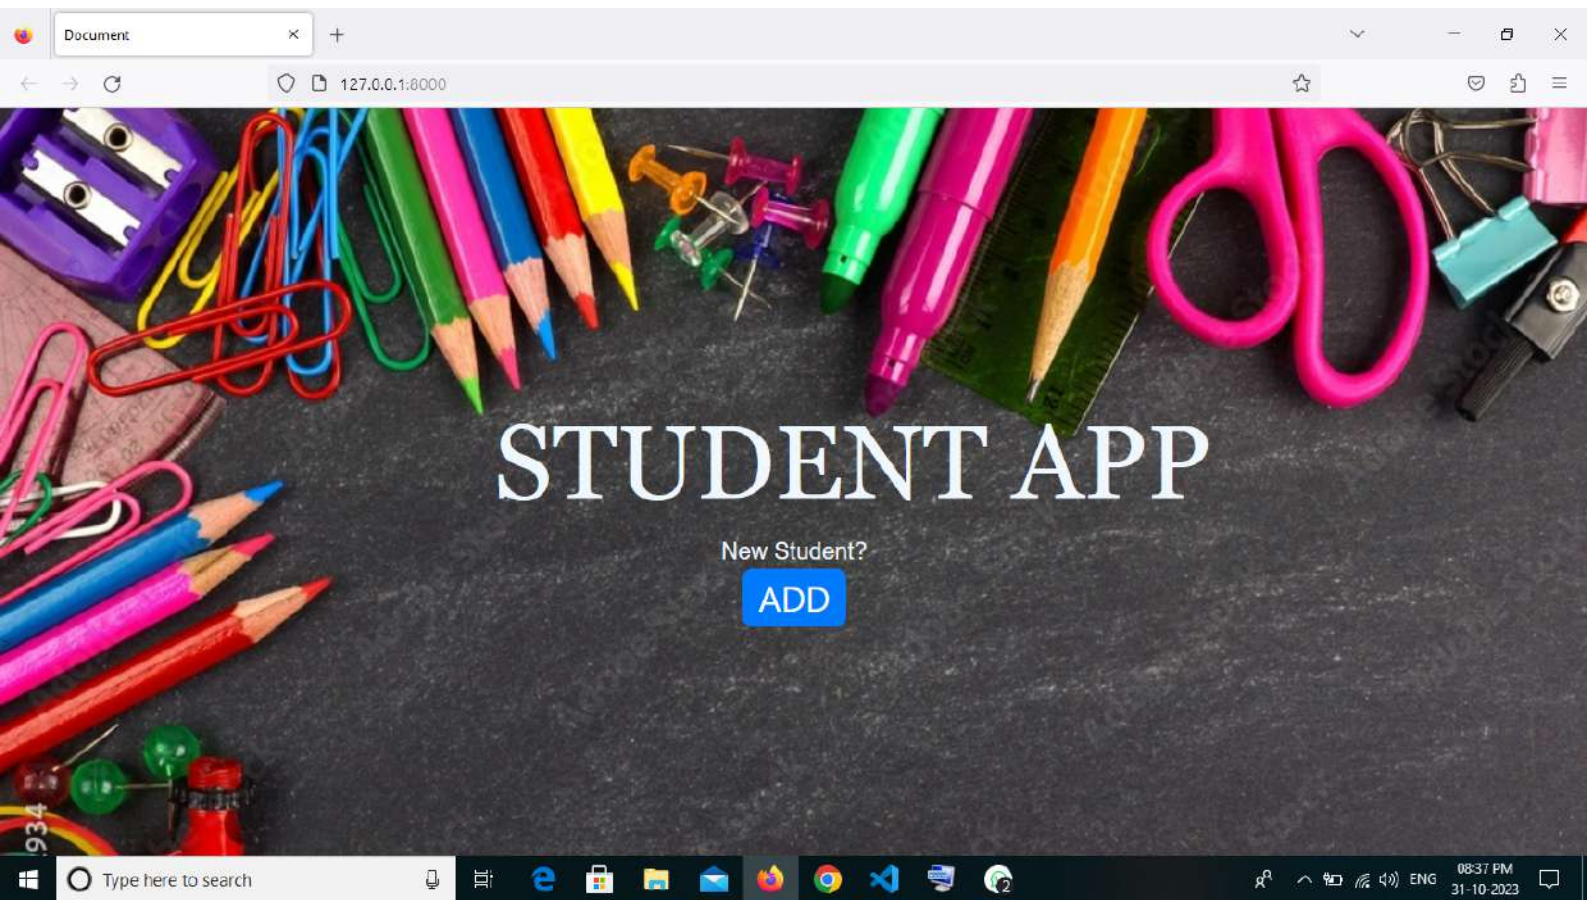 Document
127.0.0.1:8000
STUDENT APP
New Student?
ADD
Type here to search
2
ENG
08:37 PM
31-10-2023